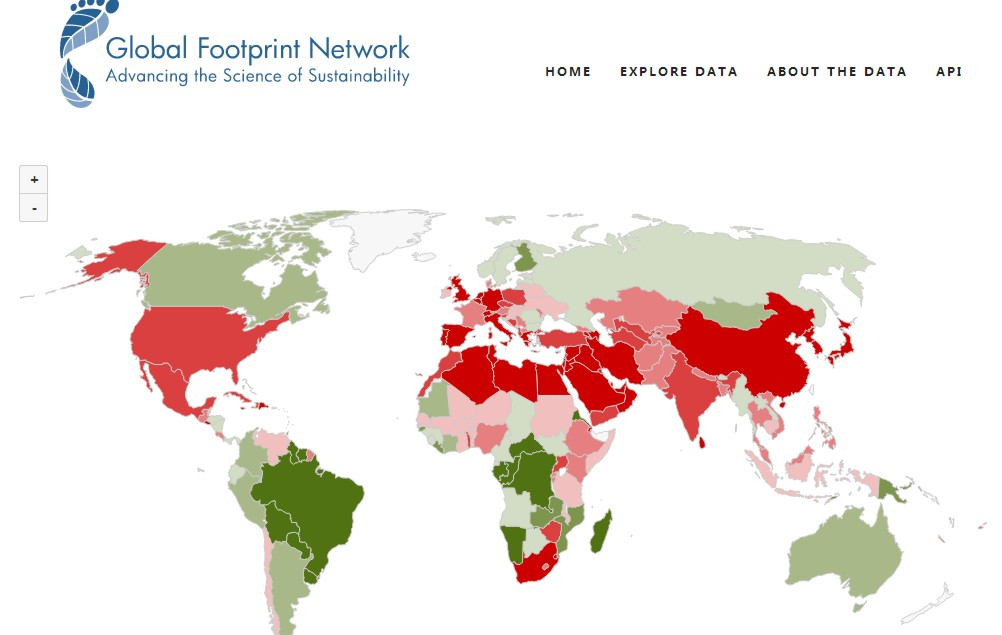 Global Footprint Network
Advancing the Science of Sustainability
HOME EXPLORE DATA ABOUT THE DATA API
+
-